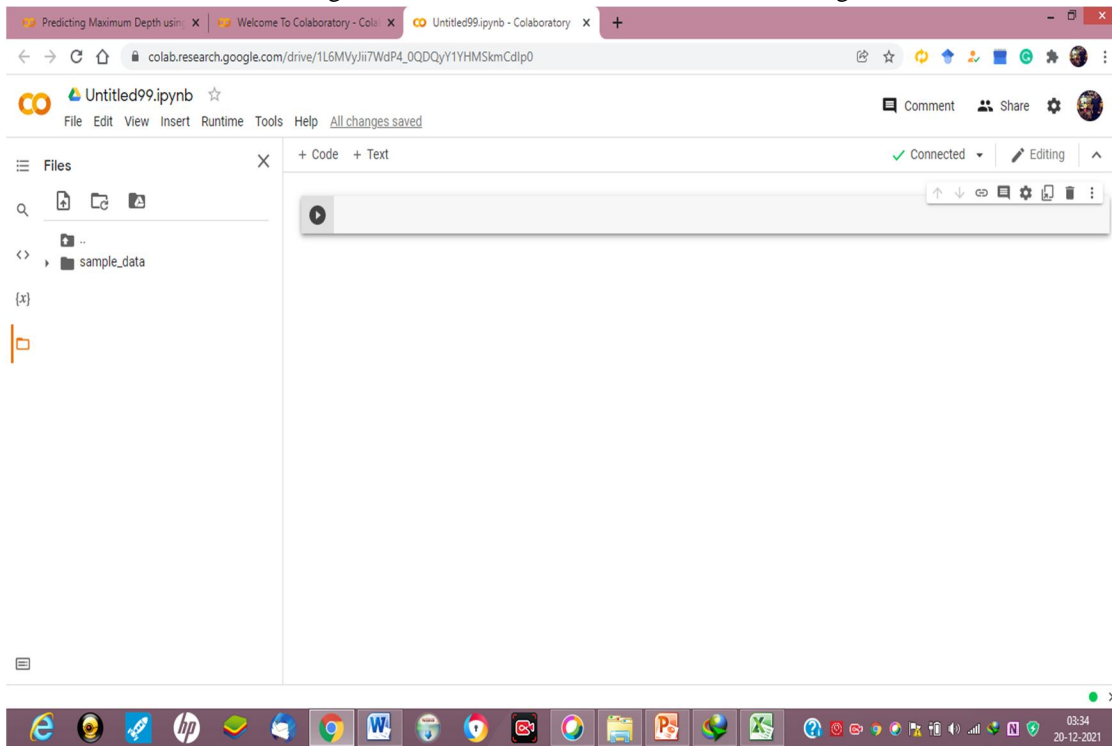 Predicting Maximum Depth usin
Welcome To Colaboratory - Cola
Untitled99.ipynb - Colaboratory
colab.research.google.com/drive/1L6MVyJii7WdP4_0QDQyY1YHMSkmCdIp0
Untitled99.ipynb
Comment
Share
File Edit View Insert Runtime Tools Help All changes saved
Files
+ Code + Text
Connected
Editing
..
sample_data
{x}
03:34
20-12-2021